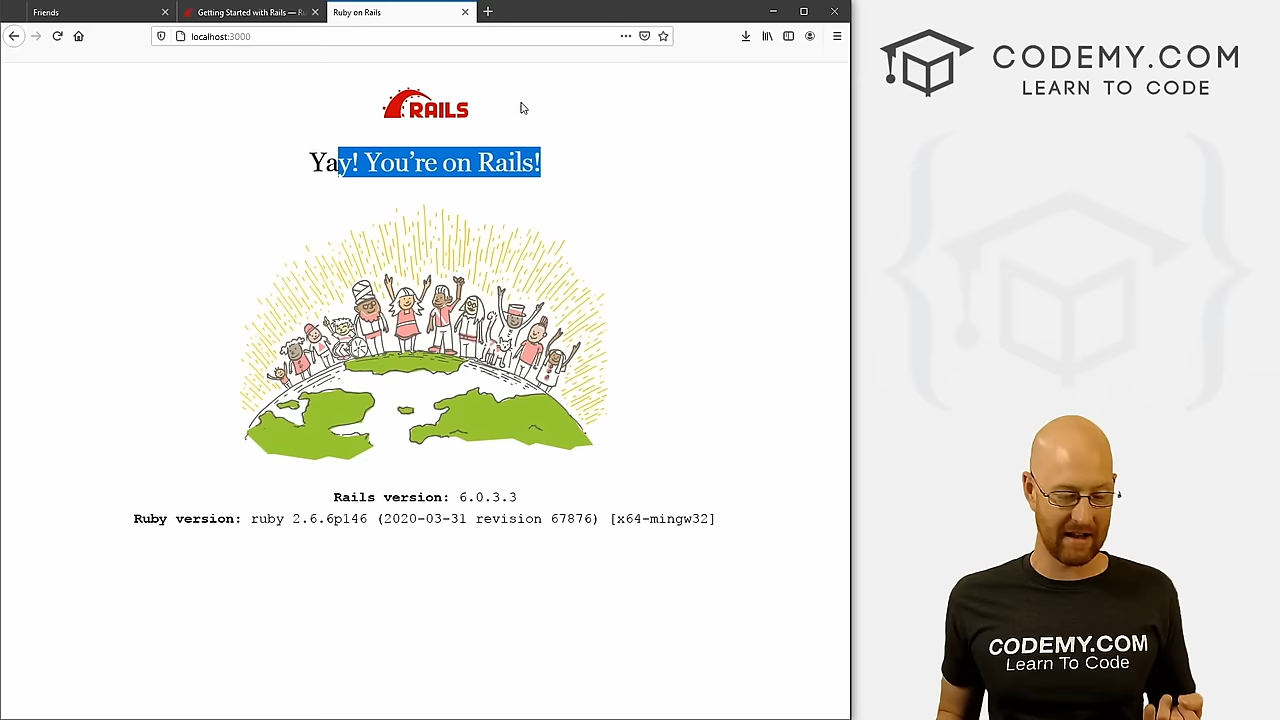 Friends
Getting Started with Rails — Ru
Ruby on Rails
localhost:3000
RAILS
Yay! You’re on Rails!
Rails version: 6.0.3.3
Ruby version: ruby 2.6.6p146 (2020-03-31 revision 67876) [x64-mingw32]
CODEMY.COM
LEARN TO CODE
CODEMY.COM
Learn To Code